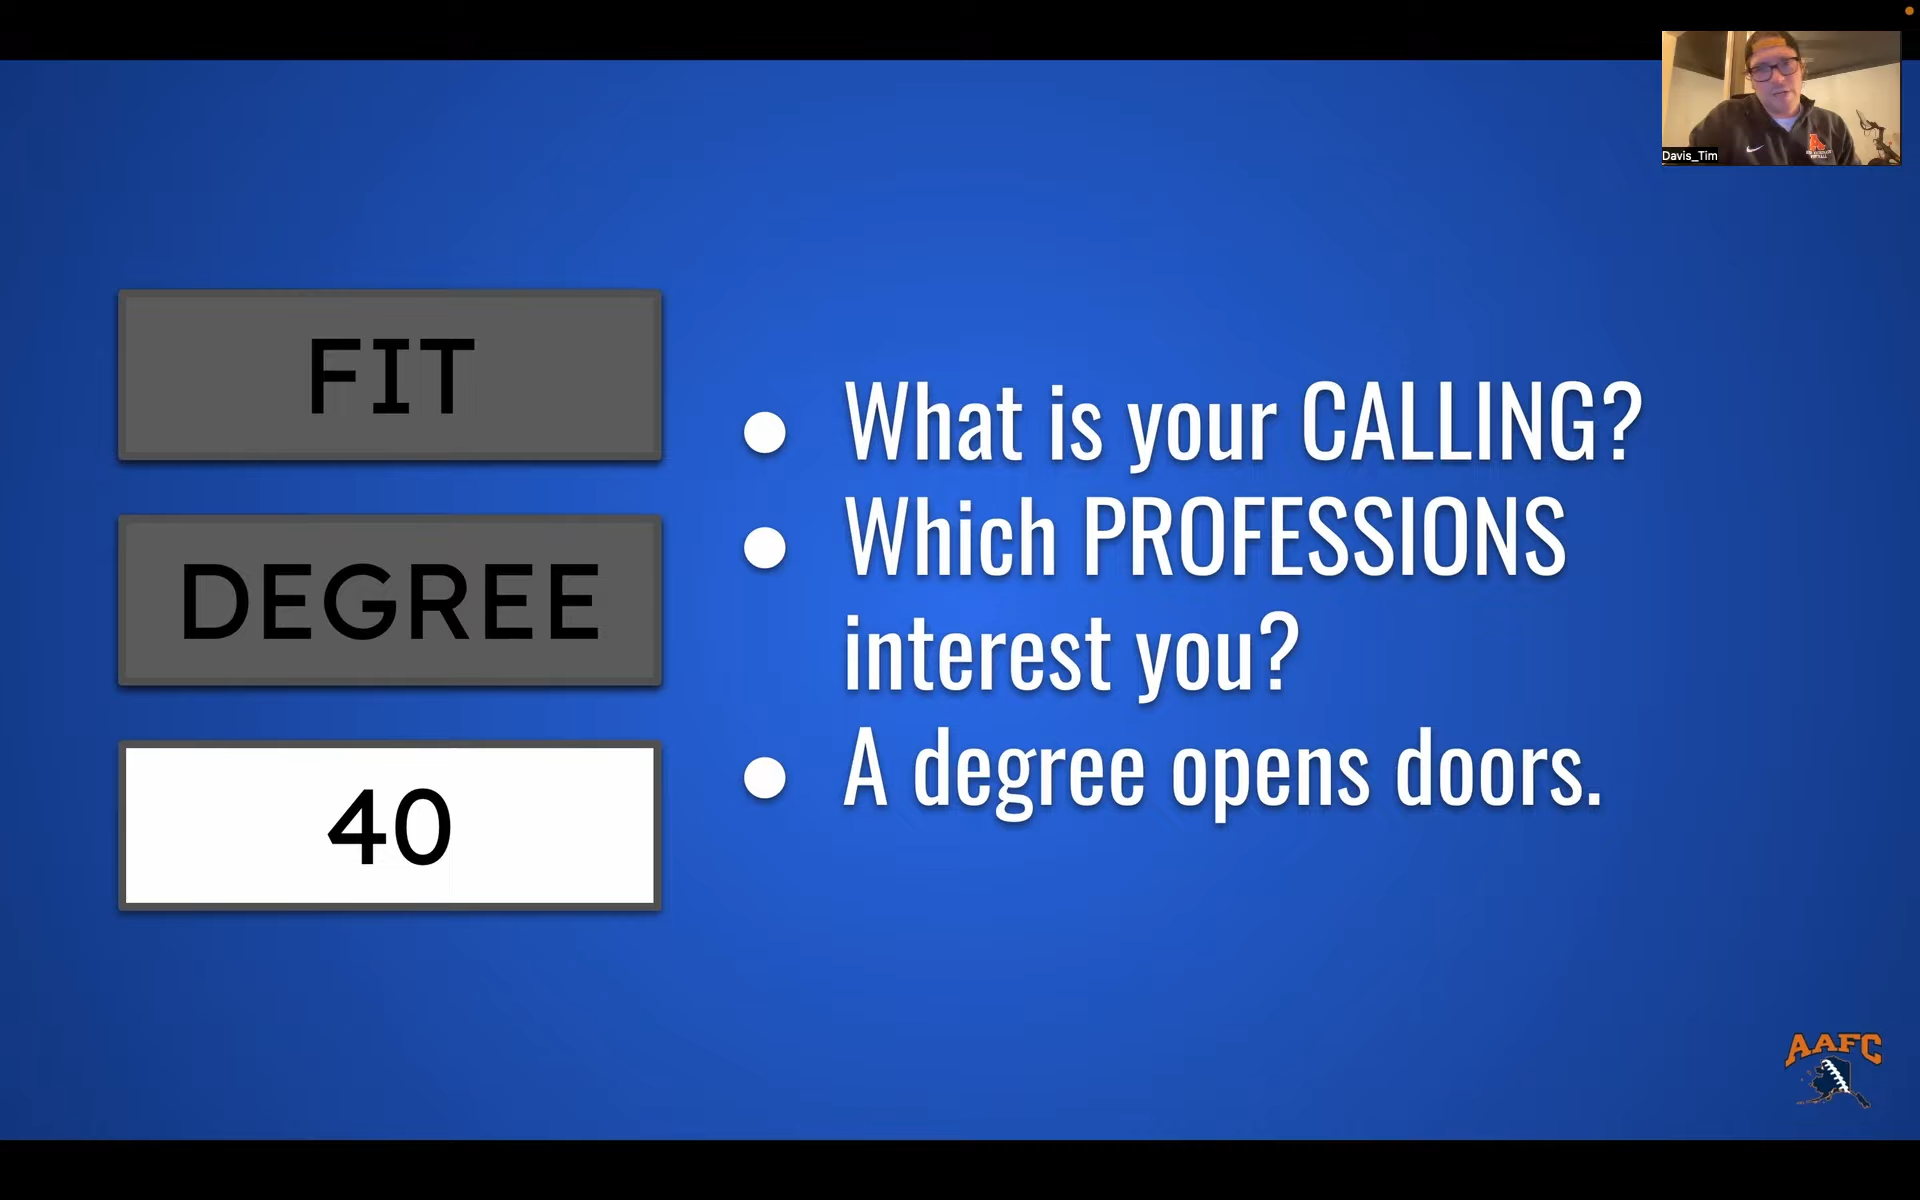 Davis_Tim
A
FIT
DEGREE
40
● What is your CALLING?
● Which PROFESSIONS
interest you?
● A degree opens doors.
AAFC